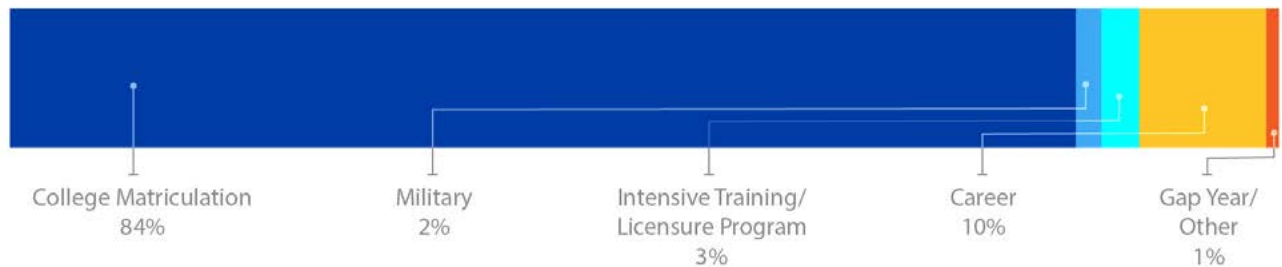 College Matriculation
84%
Military
2%
Intensive Training/
Licensure Program
3%
Career
10%
Gap Year/
Other
1%